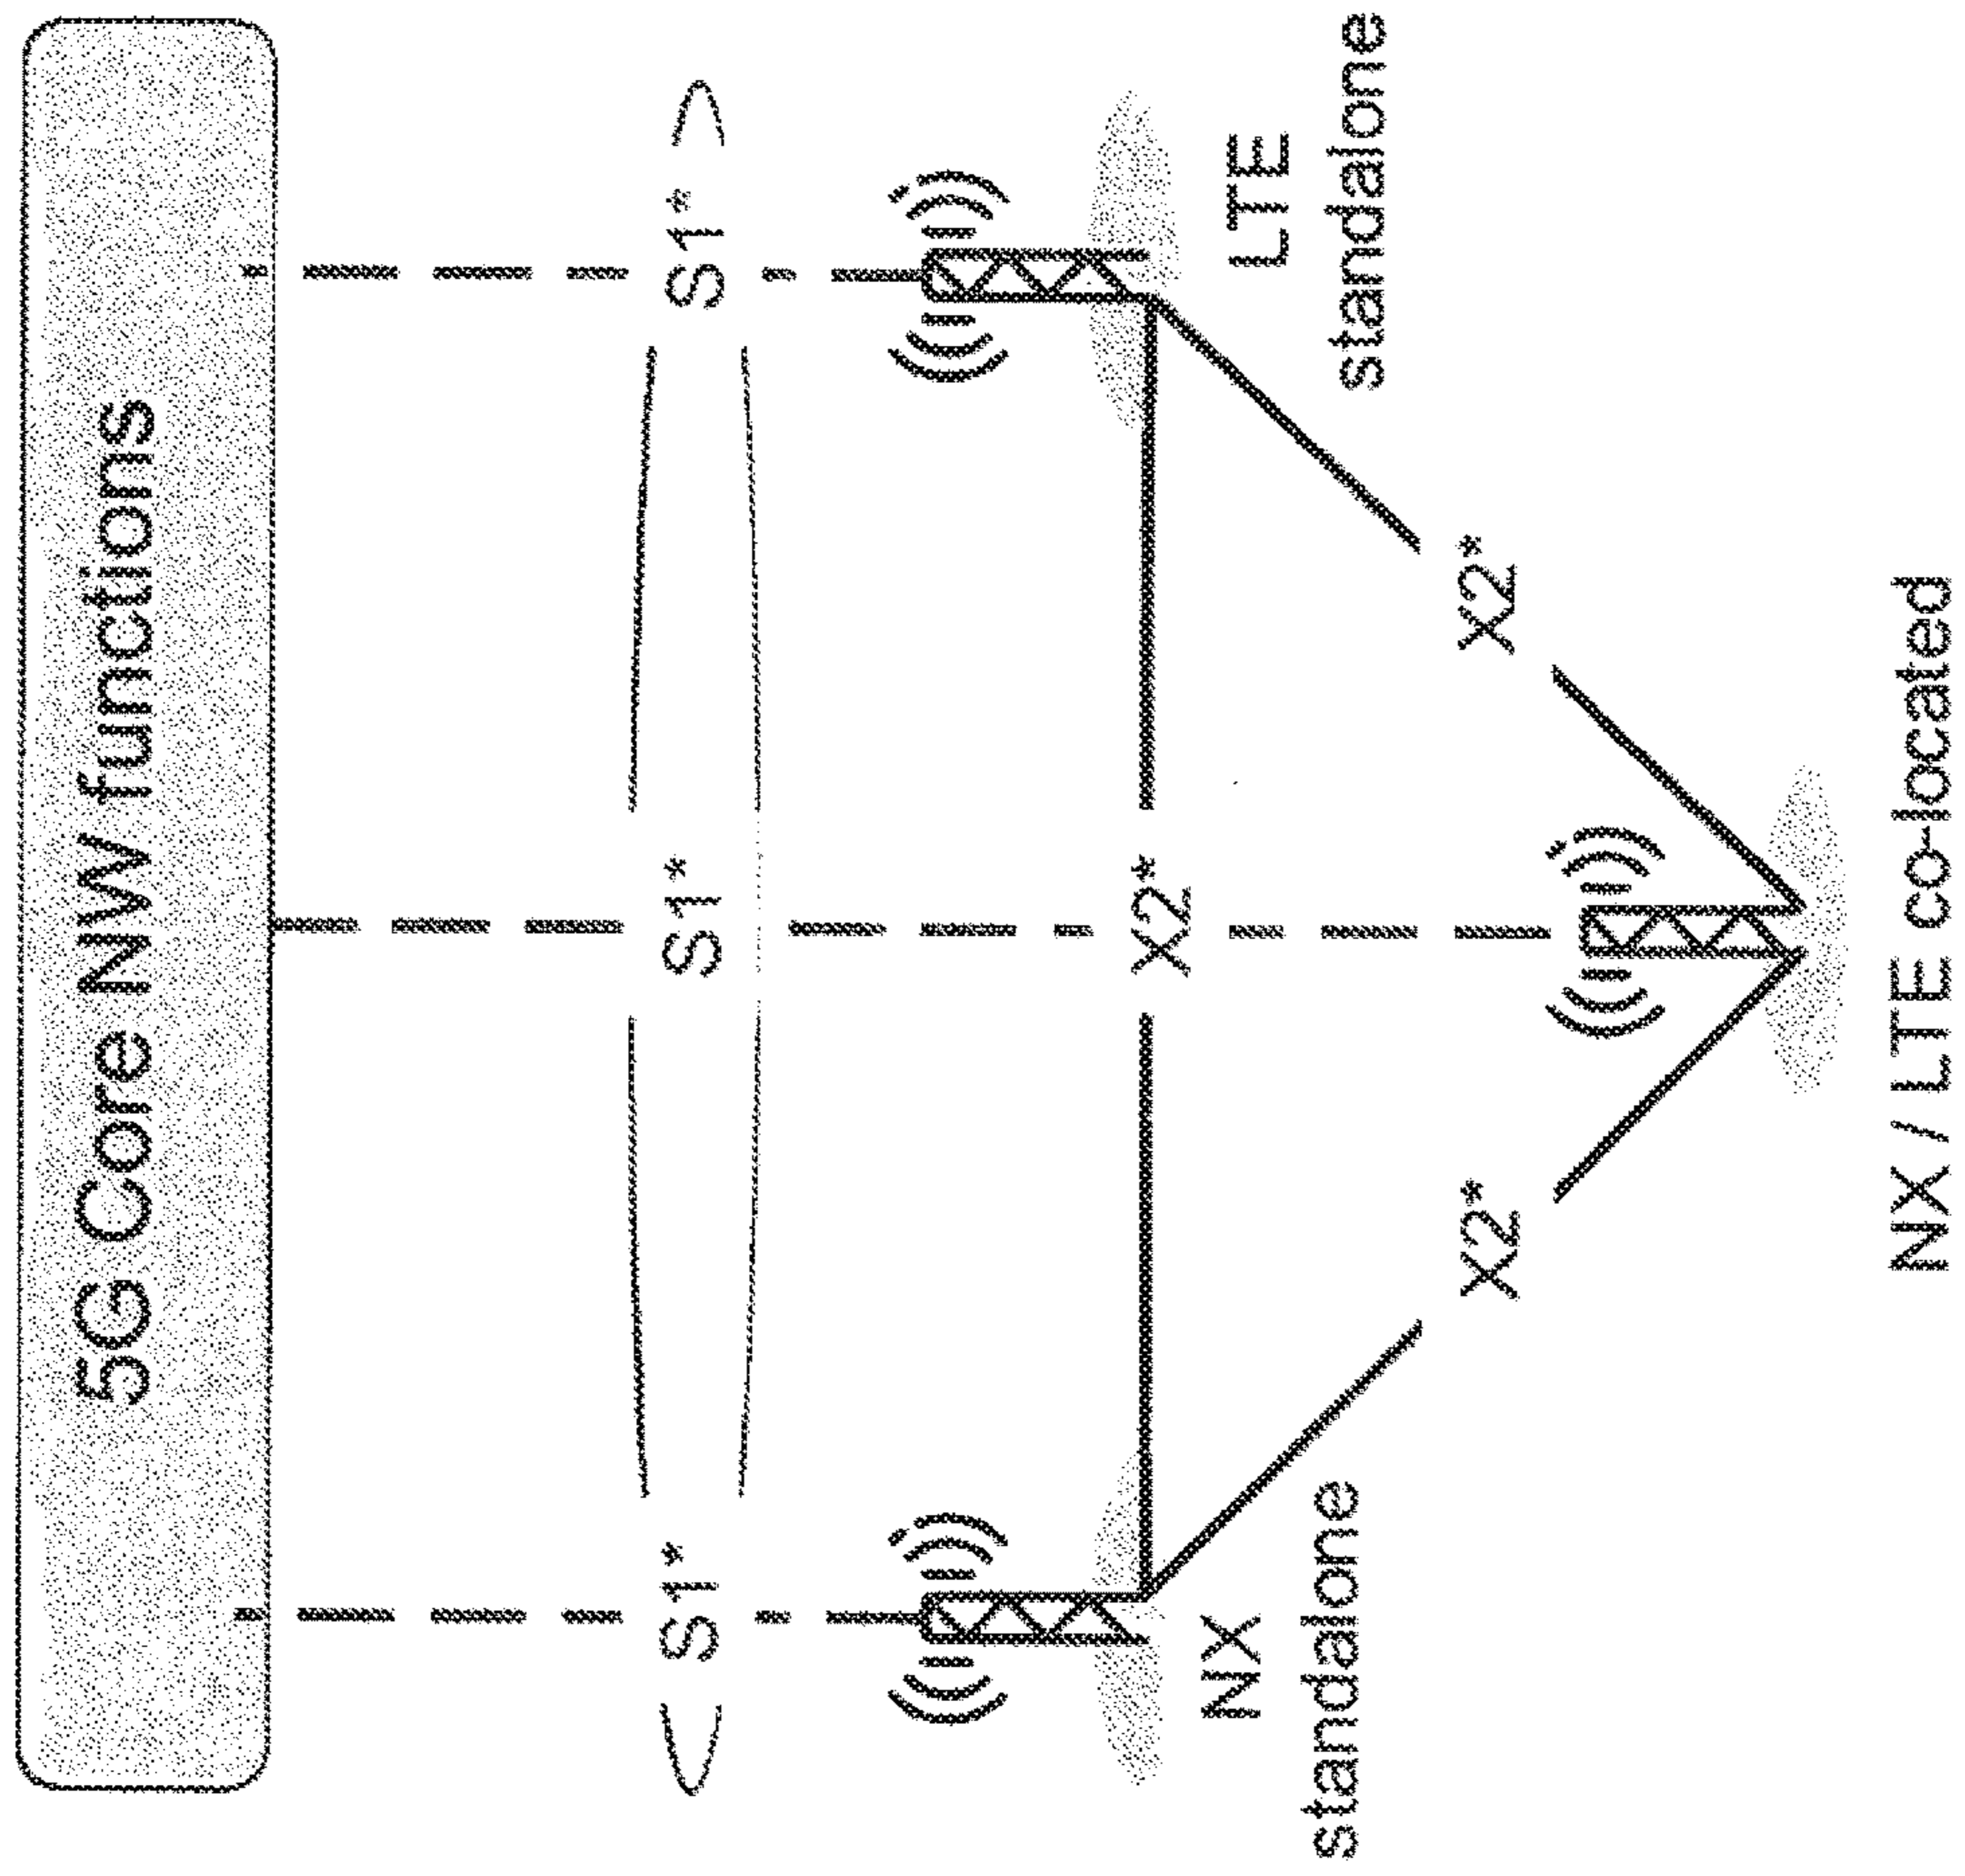 5G Core NW functions
S1*
S1*
S1*
X2*
NX
standalone
LTE
standalone
X2*
X2*
NX / LTE co-located